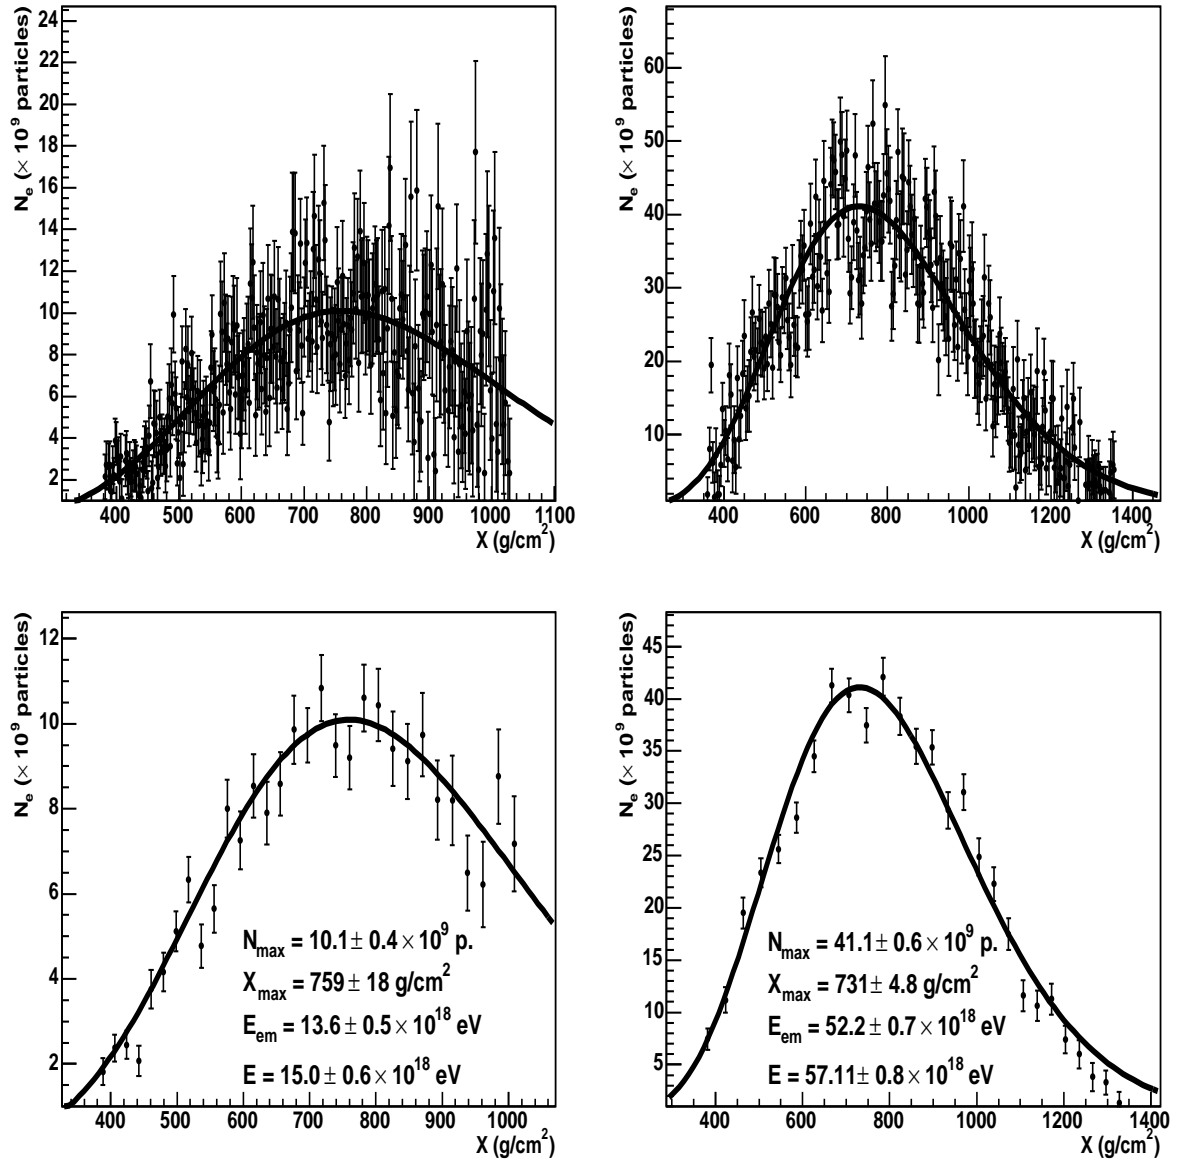 N_e (× 10^9 particles)
24
22
20
18
16
14
12
10
8
6
4
2
400 500 600 700 800 900 1000 1100
X (g/cm^2)
N_e (× 10^9 particles)
60
50
40
30
20
10
400 600 800 1000 1200 1400
X (g/cm^2)
N_e (× 10^9 particles)
12
10
8
6
4
2
N_max = 10.1 ± 0.4 × 10^9 p.
X_max = 759 ± 18 g/cm^2
E_em = 13.6 ± 0.5 × 10^18 eV
E = 15.0 ± 0.6 × 10^18 eV
400 500 600 700 800 900 1000
X (g/cm^2)
N_e (× 10^9 particles)
45
40
35
30
25
20
15
10
5
N_max = 41.1 ± 0.6 × 10^9 p.
X_max = 731 ± 4.8 g/cm^2
E_em = 52.2 ± 0.7 × 10^18 eV
E = 57.11 ± 0.8 × 10^18 eV
400 600 800 1000 1200 1400
X (g/cm^2)